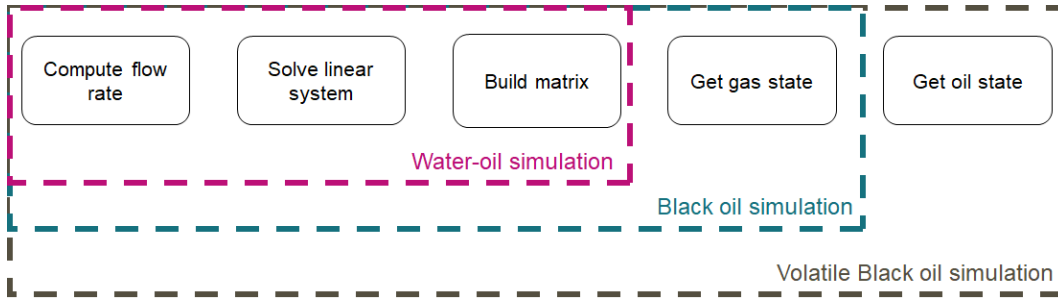 Compute flow
rate
Solve linear
system
Build matrix
Get gas state
Get oil state
Water-oil simulation
Black oil simulation
Volatile Black oil simulation